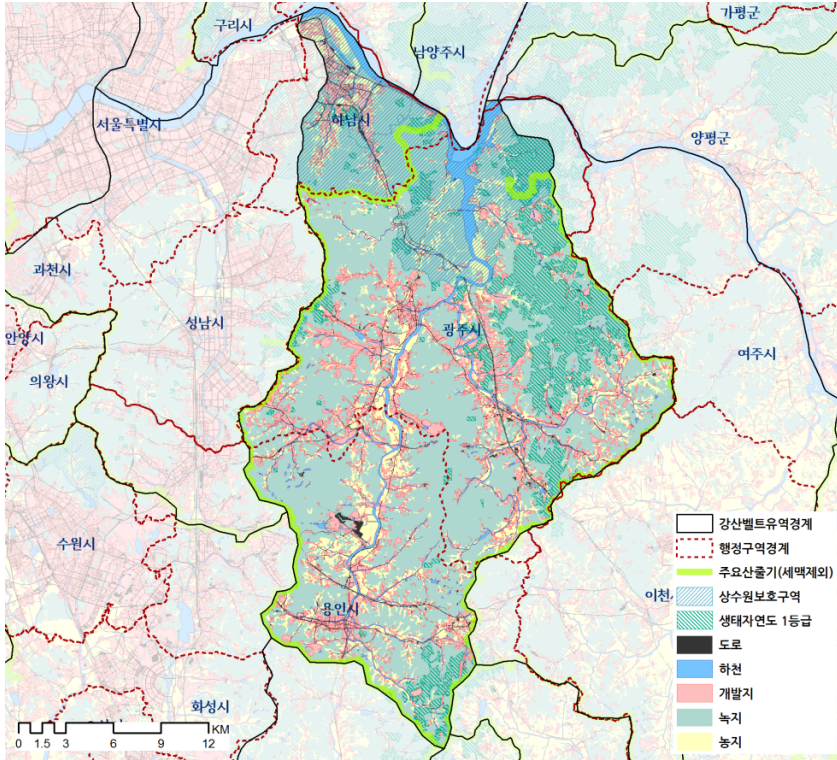 구리시
가평군
남양주시
서울특별시
하남시
양평군
과천시
성남시
광주시
안양시
의왕시
여주시
수원시
이천
용인시
화성시
강산벨트유역경계
행정구역경계
주요산줄기(세맥제외)
상수원보호구역
생태자연도 1등급
도로
하천
개발지
녹지
농지
KM
0 1.5 3 6 9 12